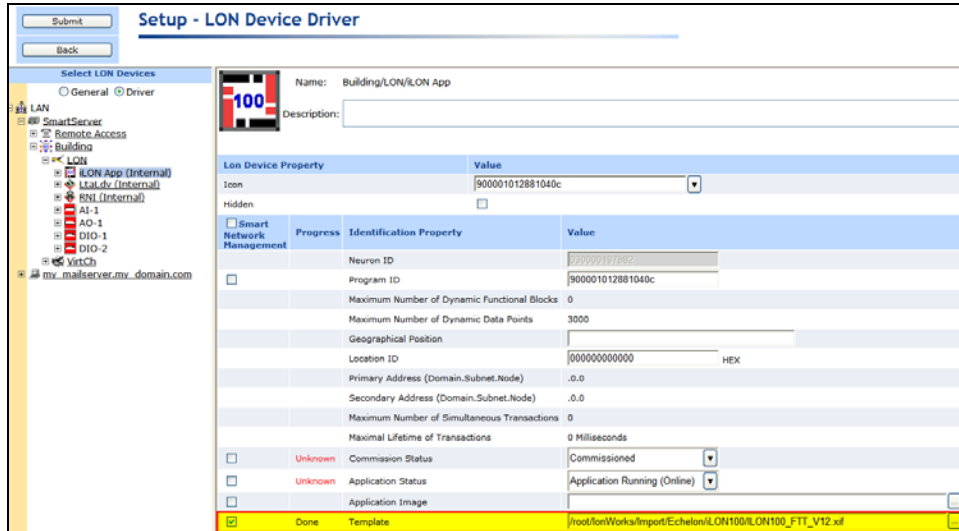 Submit
Back
Setup - LON Device Driver
Select LON Devices
General Driver
LAN
SmartServer
Remote Access
Building
LON
iLON App (Internal)
LtaLdv (Internal)
RNI (Internal)
AI-1
AO-1
DIO-1
DIO-2
VirtCh
my_mailserver.my_domain.com
100
Name: Building/LON/iLON App
Description:
Lon Device Property Value
Icon 900001012881040c
Hidden
Smart Network Management Progress Identification Property Value
Neuron ID
Program ID 900001012881040c
Maximum Number of Dynamic Functional Blocks 0
Maximum Number of Dynamic Data Points 3000
Geographical Position
Location ID 000000000000 HEX
Primary Address (Domain.Subnet.Node) .0.0
Secondary Address (Domain.Subnet.Node) .0.0
Maximum Number of Simultaneous Transactions 0
Maximal Lifetime of Transactions 0 Milliseconds
Unknown Commission Status Commissioned
Unknown Application Status Application Running (Online)
Application Image ...
Done Template /root/lonWorks/Import/Echelon/iLON100/ILON100_FTT_V12.xif ...